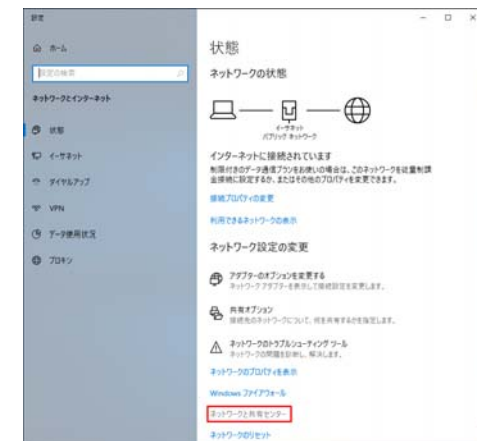 設定
ホーム
設定の検索
ネットワークとインターネット
状態
イーサネット
ダイヤルアップ
VPN
データ使用状況
プロキシ
状態
ネットワークの状態
イーサネット
パブリック ネットワーク
インターネットに接続されています
制限付きのデータ通信プランをお使いの場合は、このネットワークを従量制課
金接続に設定するか、またはその他のプロパティを変更できます。
接続プロパティの変更
利用できるネットワークの表示
ネットワーク設定の変更
アダプターのオプションを変更する
ネットワーク アダプターを表示して接続設定を変更します。
共有オプション
接続先のネットワークについて、何を共有するかを指定します。
ネットワークのトラブルシューティング ツール
ネットワークの問題を診断し、解決します。
ネットワークのプロパティを表示
Windows ファイアウォール
ネットワークと共有センター
ネットワークのリセット